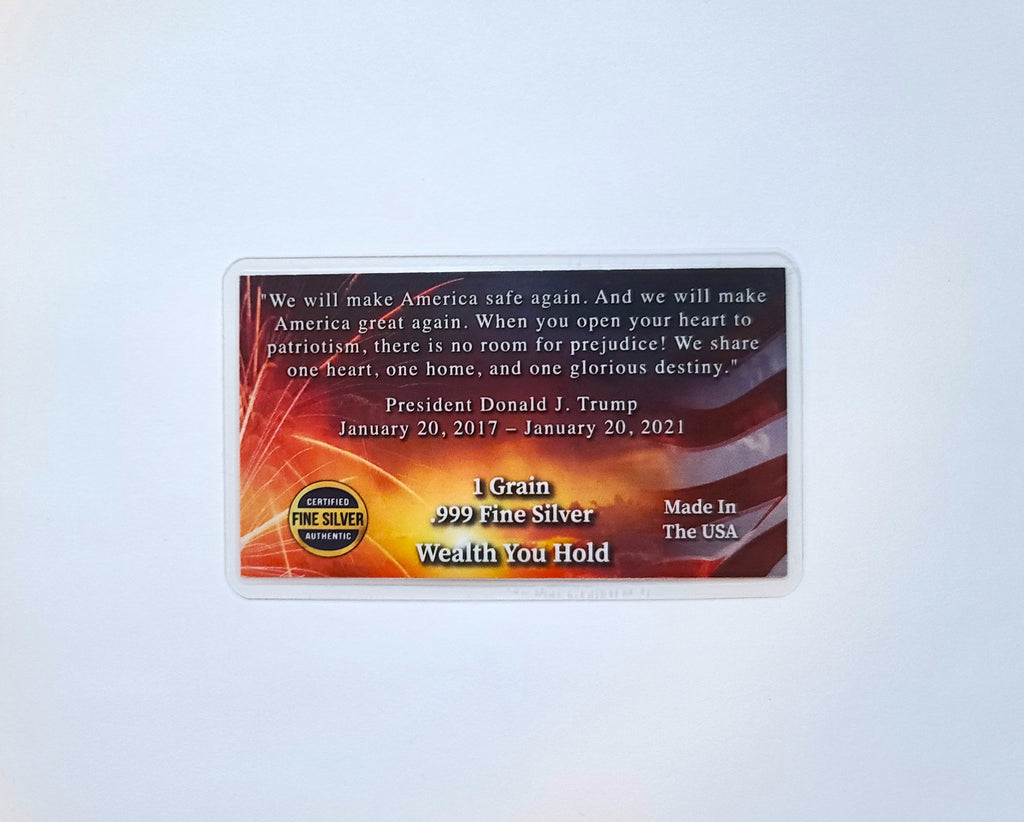 "We will make America safe again. And we will make
America great again. When you open your heart to
patriotism, there is no room for prejudice! We share
one heart, one home, and one glorious destiny."
President Donald J. Trump
January 20, 2017 – January 20, 2021
1 Grain
.999 Fine Silver
Wealth You Hold
CERTIFIED
FINE SILVER
AUTHENTIC
Made In
The USA